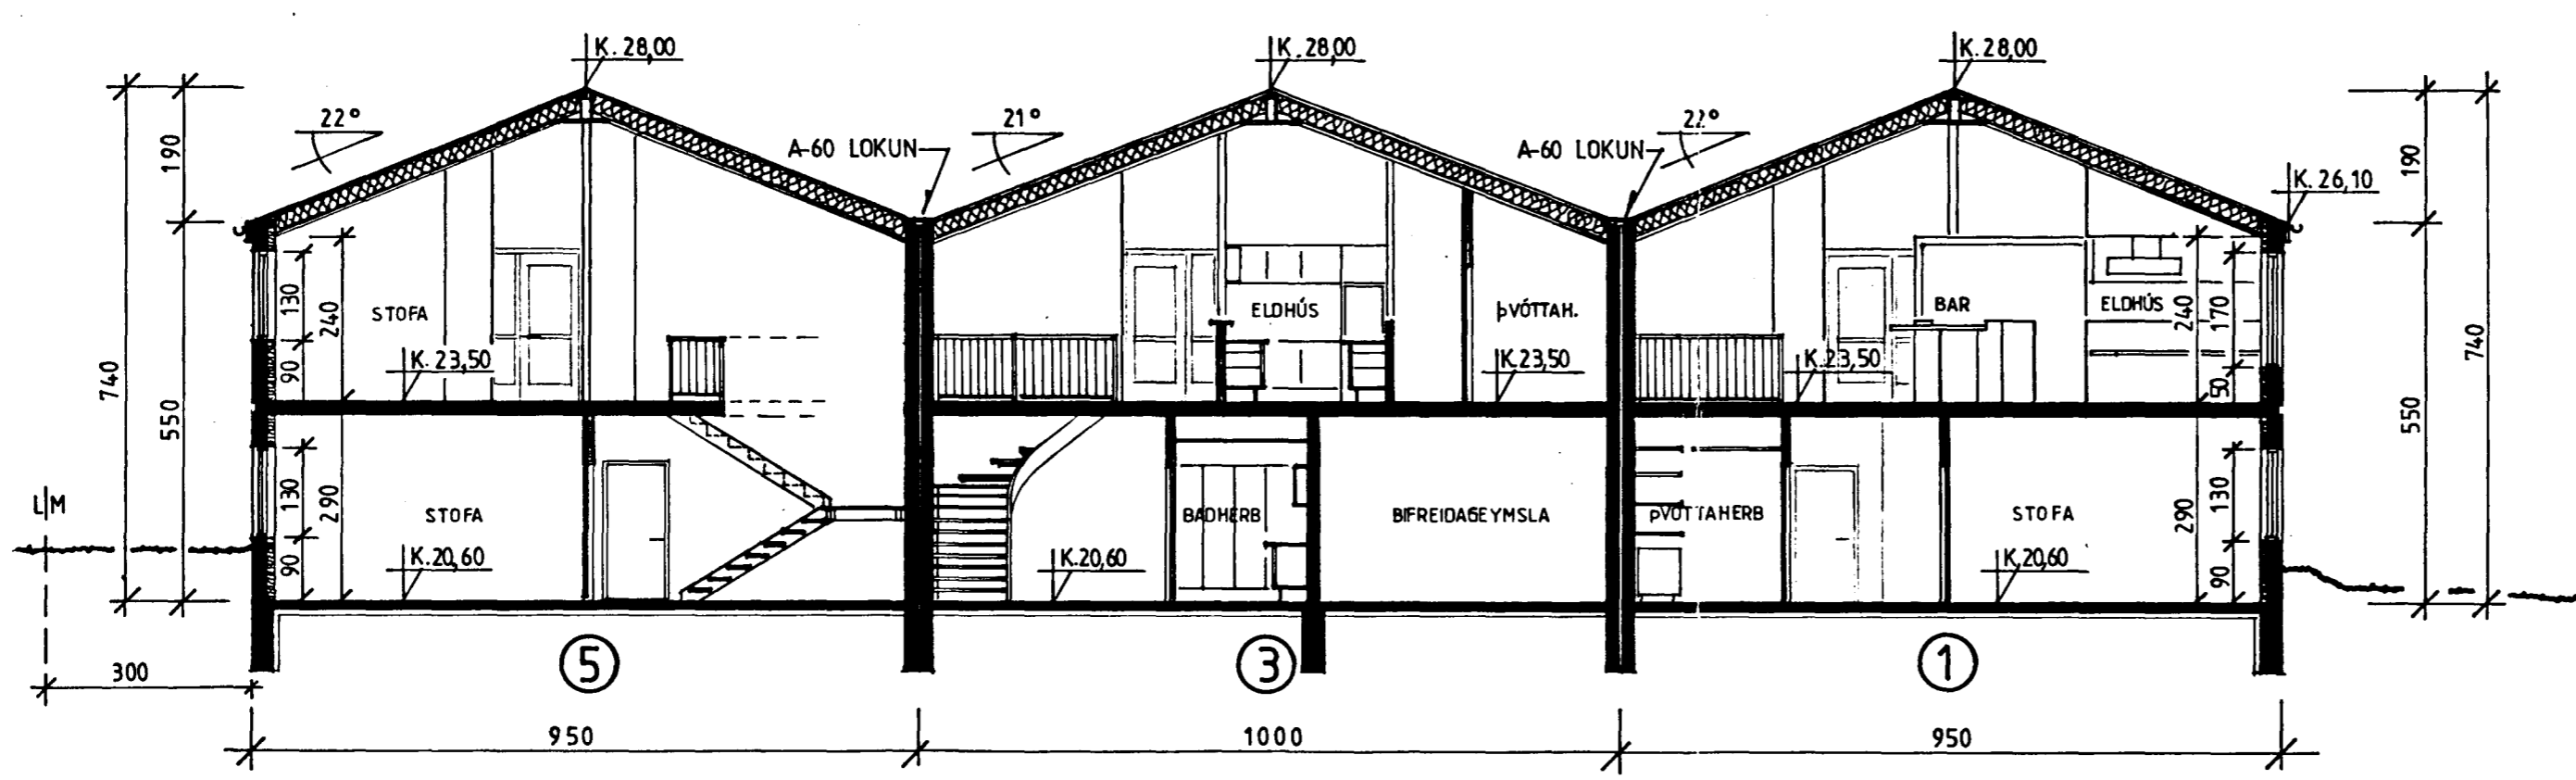 K.28,00
K.28,00
K.28,00
22°
21°
22°
A-60 LOKUN
A-60 LOKUN
190
190
K.26,10
STOFA
ELDHÚS
ÞVÓTTAH.
BAR
ELDHÚS
130
240
90
K.23,50
K.23,50
K.23,50
240
170
50
740
550
740
550
L M
STOFA
BAÐHERB
BIFREIÐAGEYMSLA
ÞVOTTAHERB
STOFA
130
290
90
K.20,60
K.20,60
K.20,60
290
130
90
300
5
3
1
950
1000
950